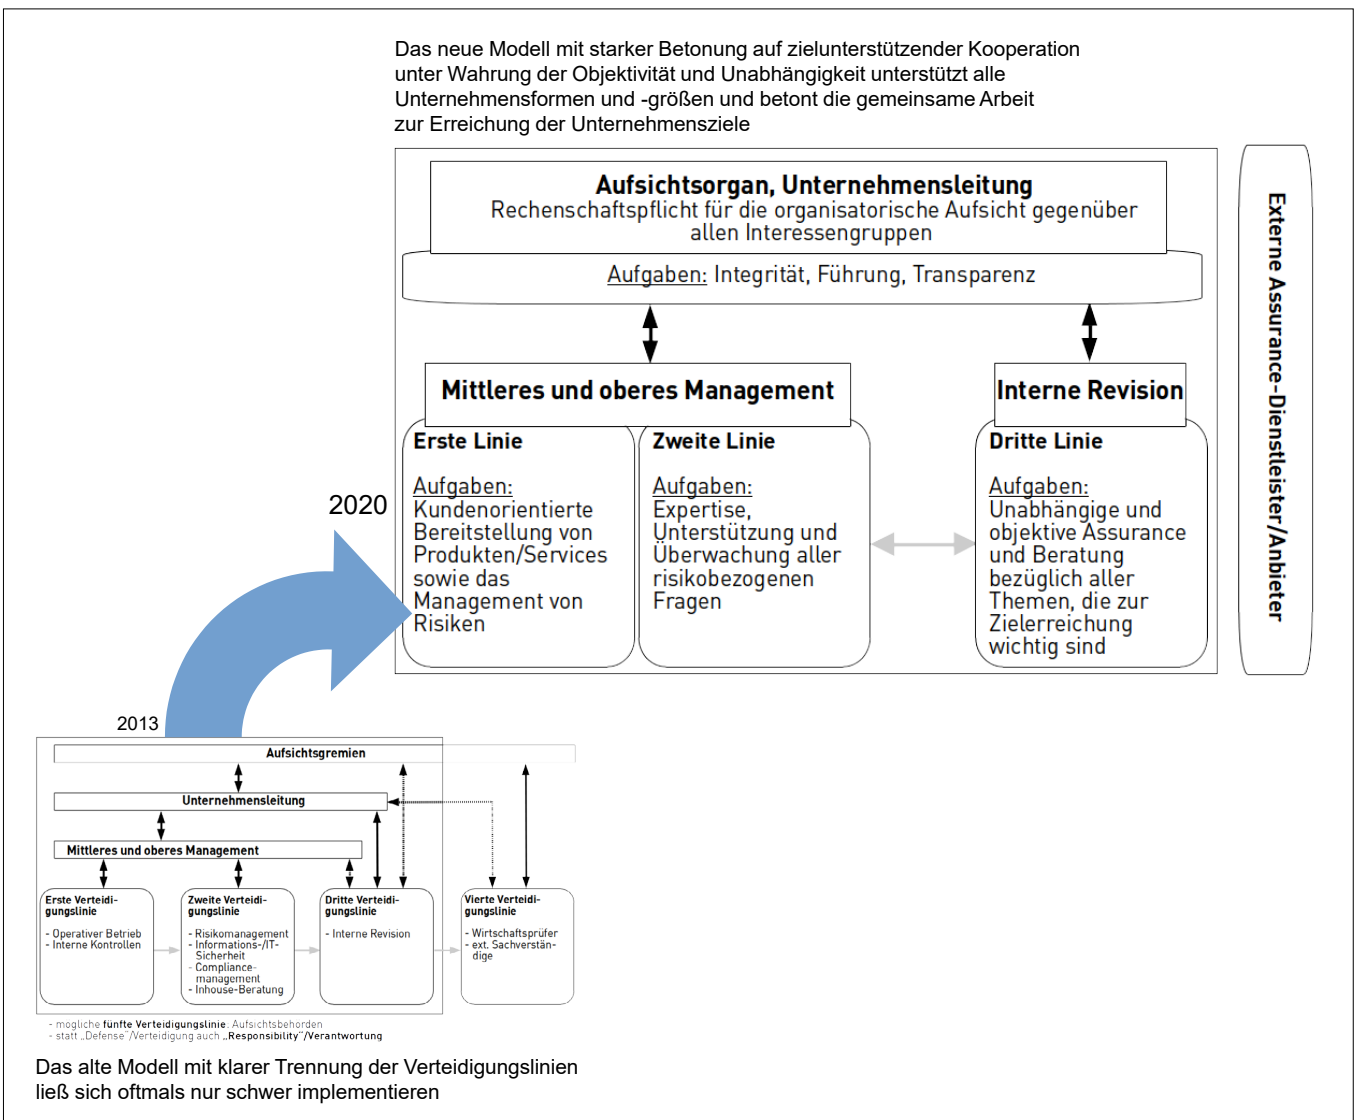 Das neue Modell mit starker Betonung auf zielunterstützender Kooperation
unter Wahrung der Objektivität und Unabhängigkeit unterstützt alle
Unternehmensformen und -größen und betont die gemeinsame Arbeit
zur Erreichung der Unternehmensziele
Aufsichtsorgan, Unternehmensleitung
Rechenschaftspflicht für die organisatorische Aufsicht gegenüber
allen Interessengruppen
Aufgaben: Integrität, Führung, Transparenz
Mittleres und oberes Management
Interne Revision
Erste Linie
Aufgaben:
Kundenorientierte
Bereitstellung von
Produkten/Services
sowie das
Management von
Risiken
Zweite Linie
Aufgaben:
Expertise,
Unterstützung und
Überwachung aller
risikobezogenen
Fragen
Dritte Linie
Aufgaben:
Unabhängige und
objektive Assurance
und Beratung
bezüglich aller
Themen, die zur
Zielerreichung
wichtig sind
Externe Assurance-Dienstleister/Anbieter
2020
2013
Aufsichtsgremien
Unternehmensleitung
Mittleres und oberes Management
Erste Verteidi-
gungslinie
- Operativer Betrieb
- Interne Kontrollen
Zweite Verteidi-
gungslinie
- Risikomanagement
- Informations-/IT-
Sicherheit
- Compliance-
management
- Inhouse-Beratung
Dritte Verteidi-
gungslinie
- Interne Revision
Vierte Verteidi-
gungslinie
- Wirtschaftsprüfer
- ext. Sachverstän-
dige
- mogliche fünfte Verteidigungslinie: Aufsichtsbehorden
- statt „Defense"/Verteidigung auch „Responsibility"/Verantwortung
Das alte Modell mit klarer Trennung der Verteidigungslinien
ließ sich oftmals nur schwer implementieren